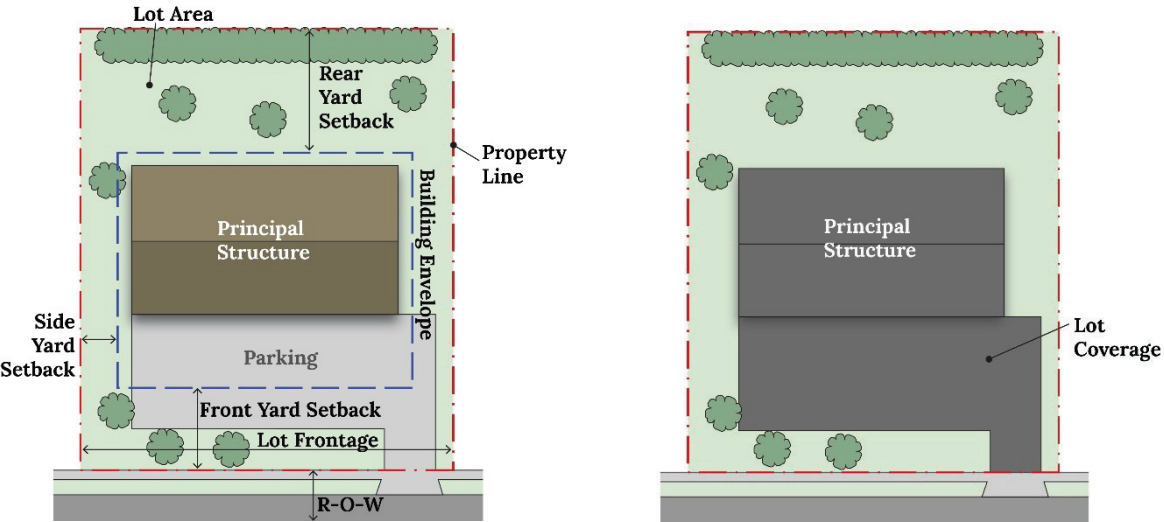 Lot Area
Rear
Yard
Setback
Property
Line
Building Envelope
Principal
Structure
Side
Yard
Setback
Parking
Front Yard Setback
Lot Frontage
R-O-W
Principal
Structure
Lot
Coverage